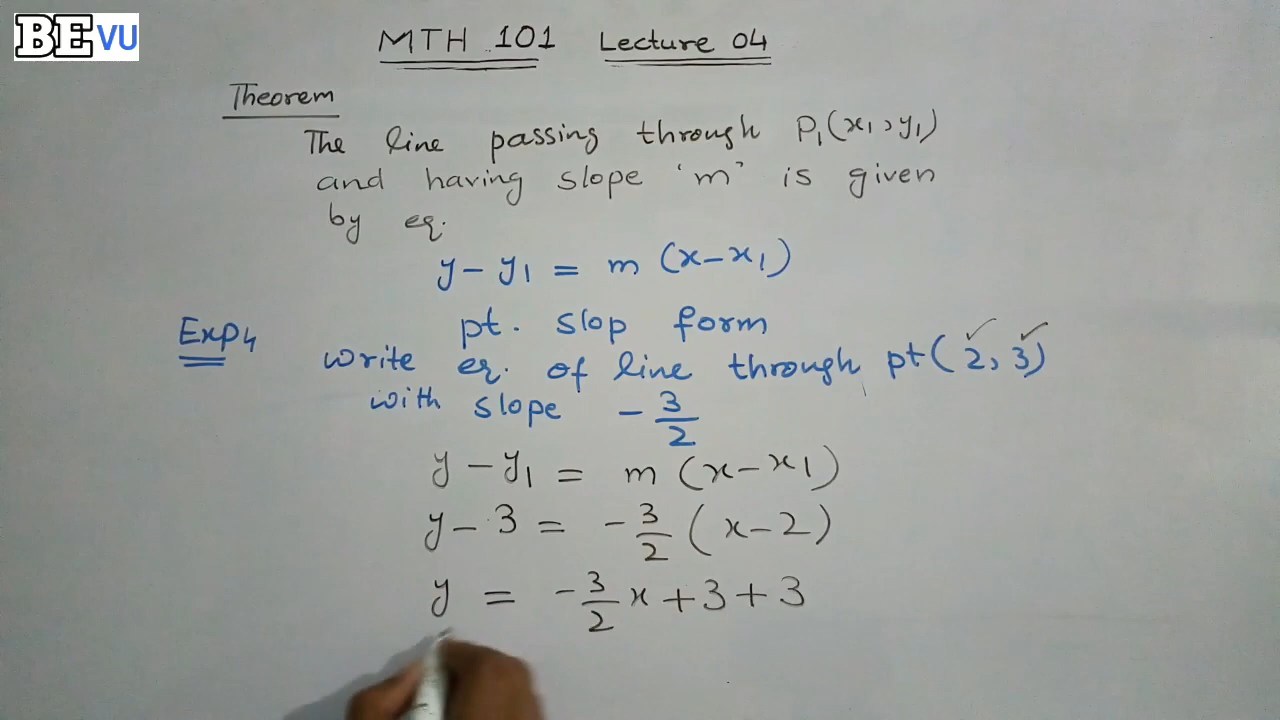 BEVU
MTH 101 Lecture 04
Theorem
The line passing through P₁(x₁,y₁)
and having slope 'm' is given
by eq.
y - y₁ = m (x - x₁)
pt. slop form
Exp4
write eq. of line through pt(2,3)
with slope -3/2
y - y₁ = m (x - x₁)
y - 3 = -3/2 (x - 2)
y = -3/2 x + 3 + 3